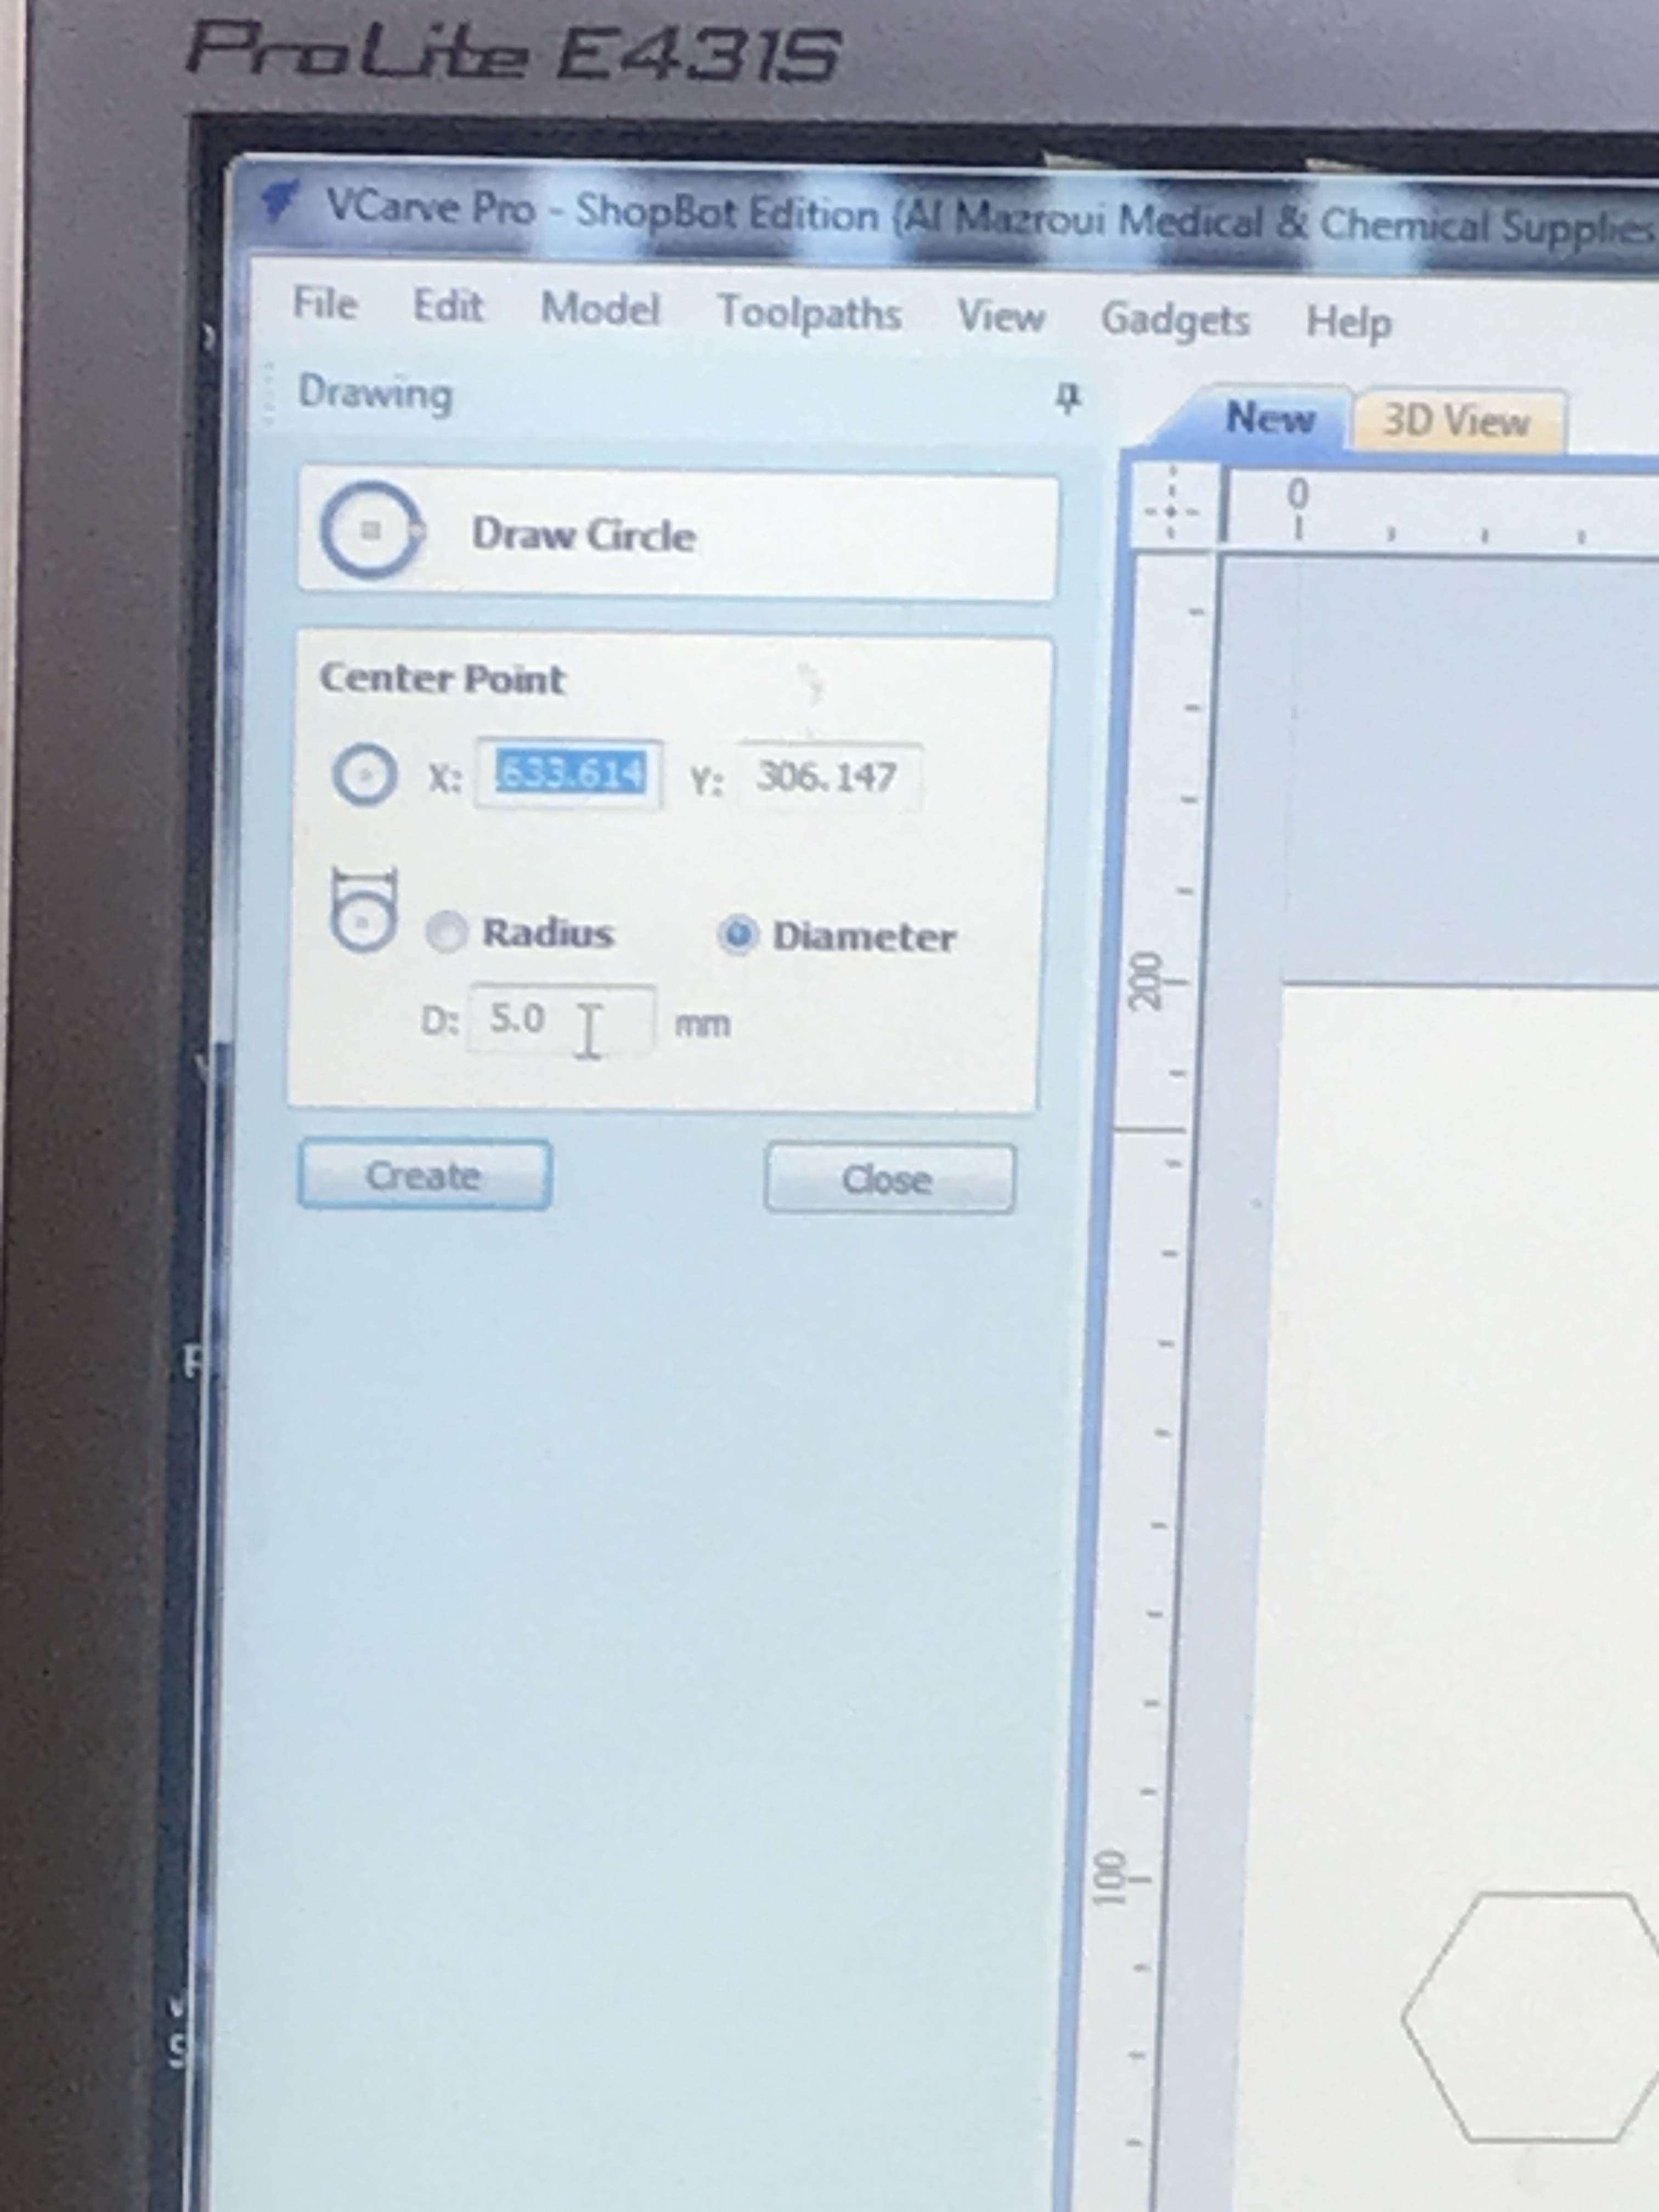 ProLite E431S
VCarve Pro - ShopBot Edition {Al Mazroui Medical & Chemical Supplies
File Edit Model Toolpaths View Gadgets Help
Drawing
New 3D View
Draw Circle
0
Center Point
X: 633.614 Y: 306.147
Radius Diameter
D: 5.0 mm
200
Create Close
100